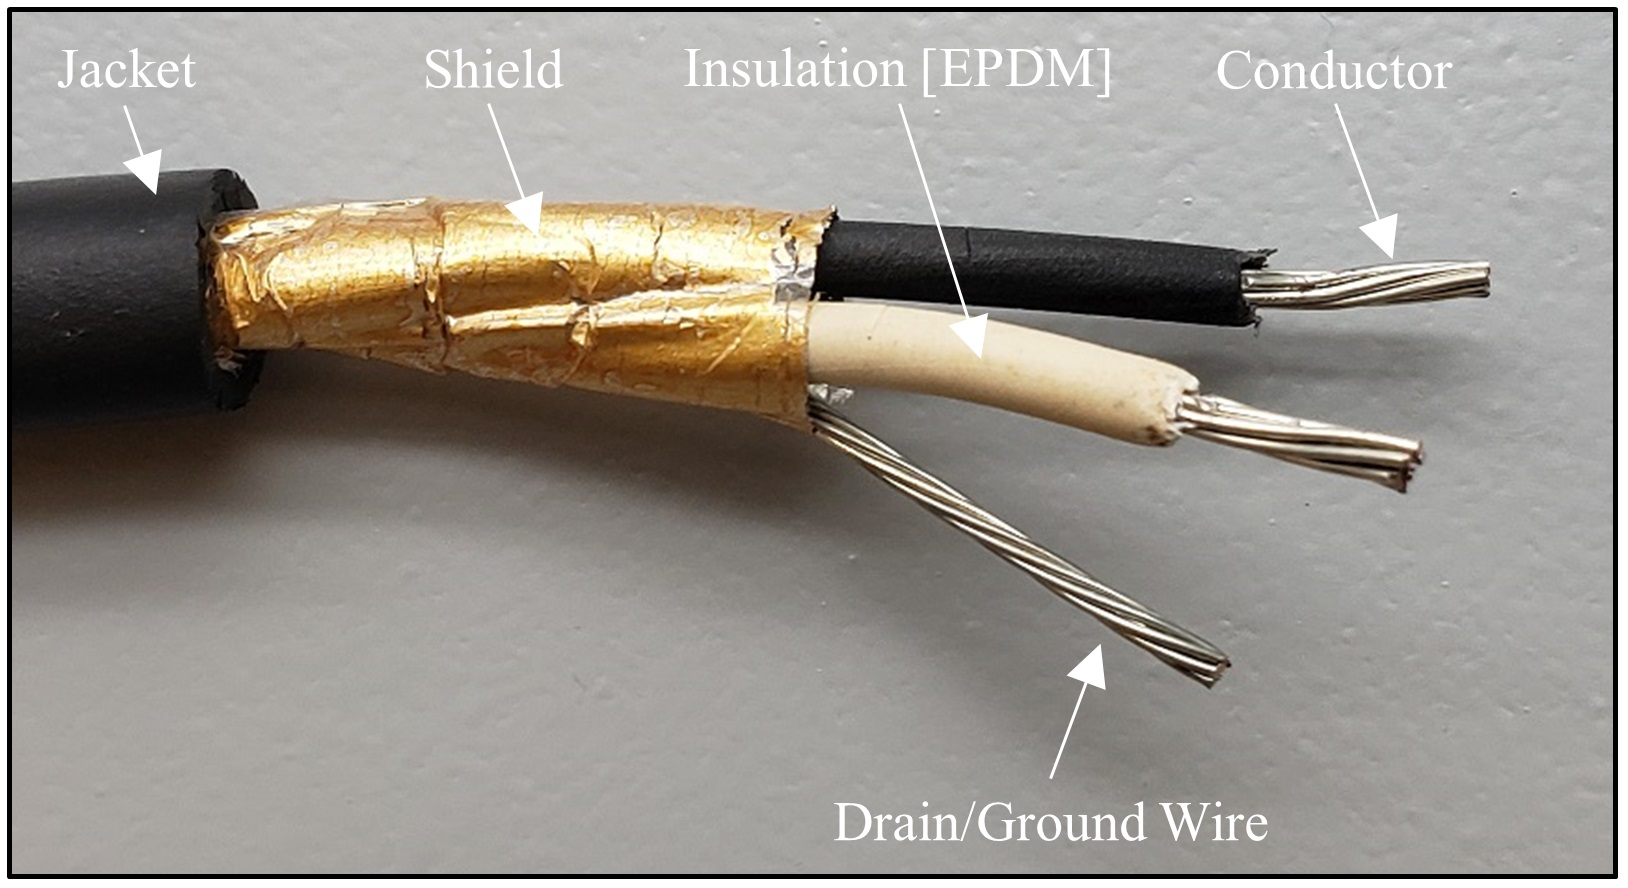 Jacket
Shield
Insulation [EPDM]
Conductor
Drain/Ground Wire